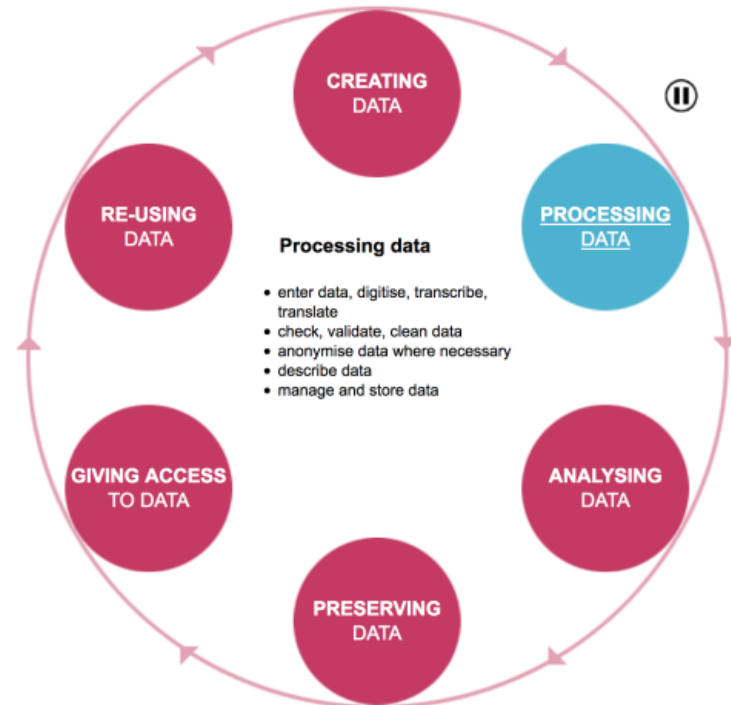 CREATING
DATA
PROCESSING
DATA
RE-USING
DATA
Processing data
• enter data, digitise, transcribe,
translate
• check, validate, clean data
• anonymise data where necessary
• describe data
• manage and store data
GIVING ACCESS
TO DATA
ANALYSING
DATA
PRESERVING
DATA